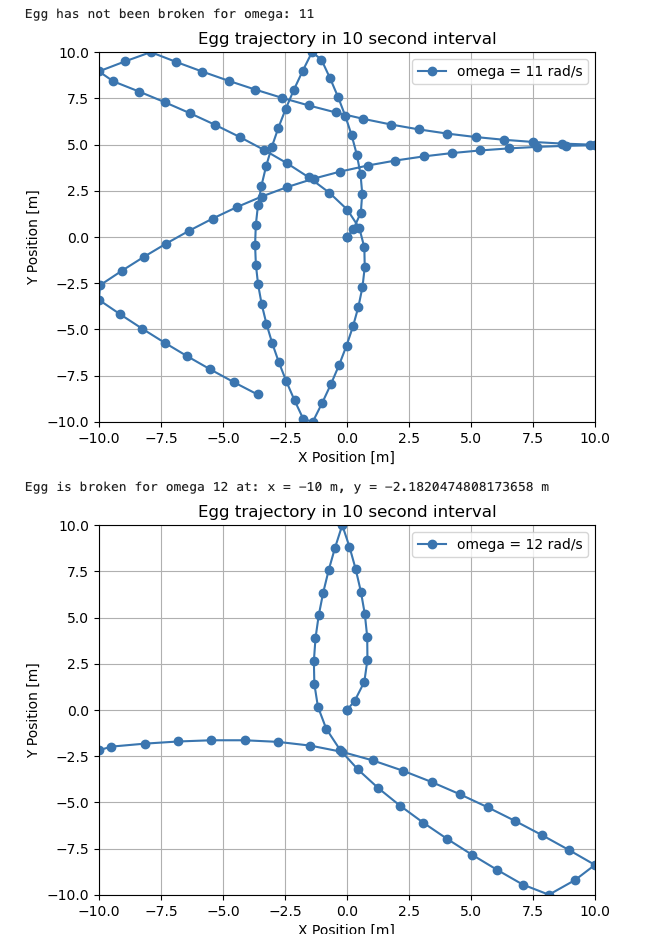 Egg has not been broken for omega: 11
Egg trajectory in 10 second interval
omega = 11 rad/s
10.0
7.5
5.0
2.5
0.0
−2.5
−5.0
−7.5
−10.0
Y Position [m]
−10.0 −7.5 −5.0 −2.5 0.0 2.5 5.0 7.5 10.0
X Position [m]
Egg is broken for omega 12 at: x = −10 m, y = −2.1820474808173658 m
Egg trajectory in 10 second interval
omega = 12 rad/s
10.0
7.5
5.0
2.5
0.0
−2.5
−5.0
−7.5
−10.0
Y Position [m]
−10.0 −7.5 −5.0 −2.5 0.0 2.5 5.0 7.5 10.0
X Position [m]